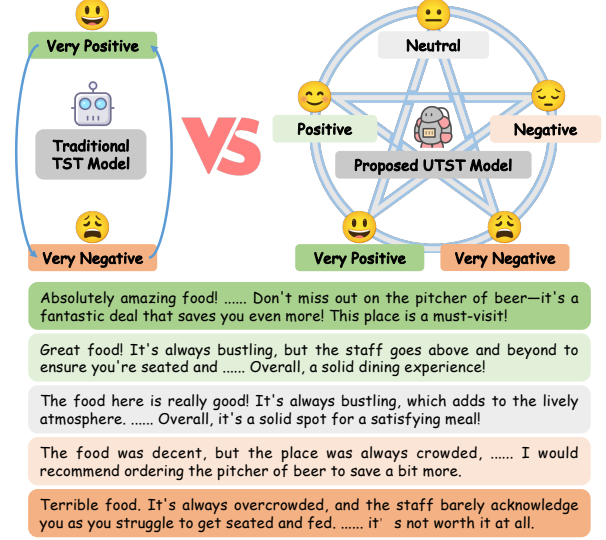 Very Positive
Neutral
VS
Positive
Negative
Traditional
TST Model
Proposed UTST Model
Very Negative
Very Positive
Very Negative
Absolutely amazing food! ...... Don't miss out on the pitcher of beer—it's a
fantastic deal that saves you even more! This place is a must-visit!
Great food! It's always bustling, but the staff goes above and beyond to
ensure you're seated and ...... Overall, a solid dining experience!
The food here is really good! It's always bustling, which adds to the lively
atmosphere. ...... Overall, it's a solid spot for a satisfying meal!
The food was decent, but the place was always crowded, ...... I would
recommend ordering the pitcher of beer to save a bit more.
Terrible food. It's always overcrowded, and the staff barely acknowledge
you as you struggle to get seated and fed. ...... it' s not worth it at all.